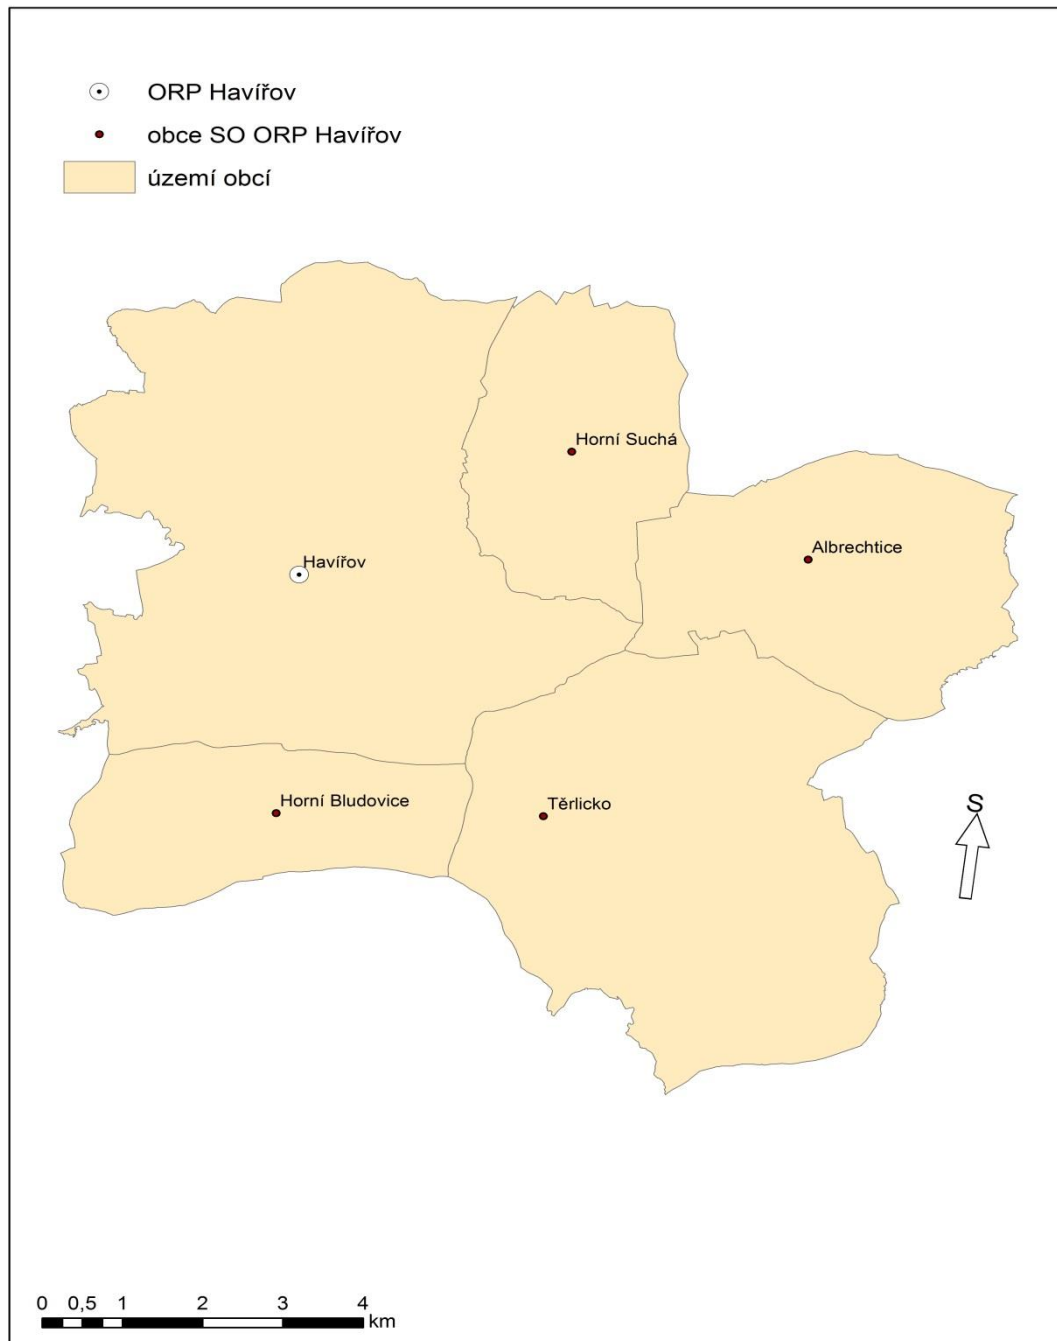 ORP Havířov
obce SO ORP Havířov
území obcí
Horní Suchá
Albrechtice
Havířov
Horní Bludovice
Těrlicko
S
0 0,5 1 2 3 4
km